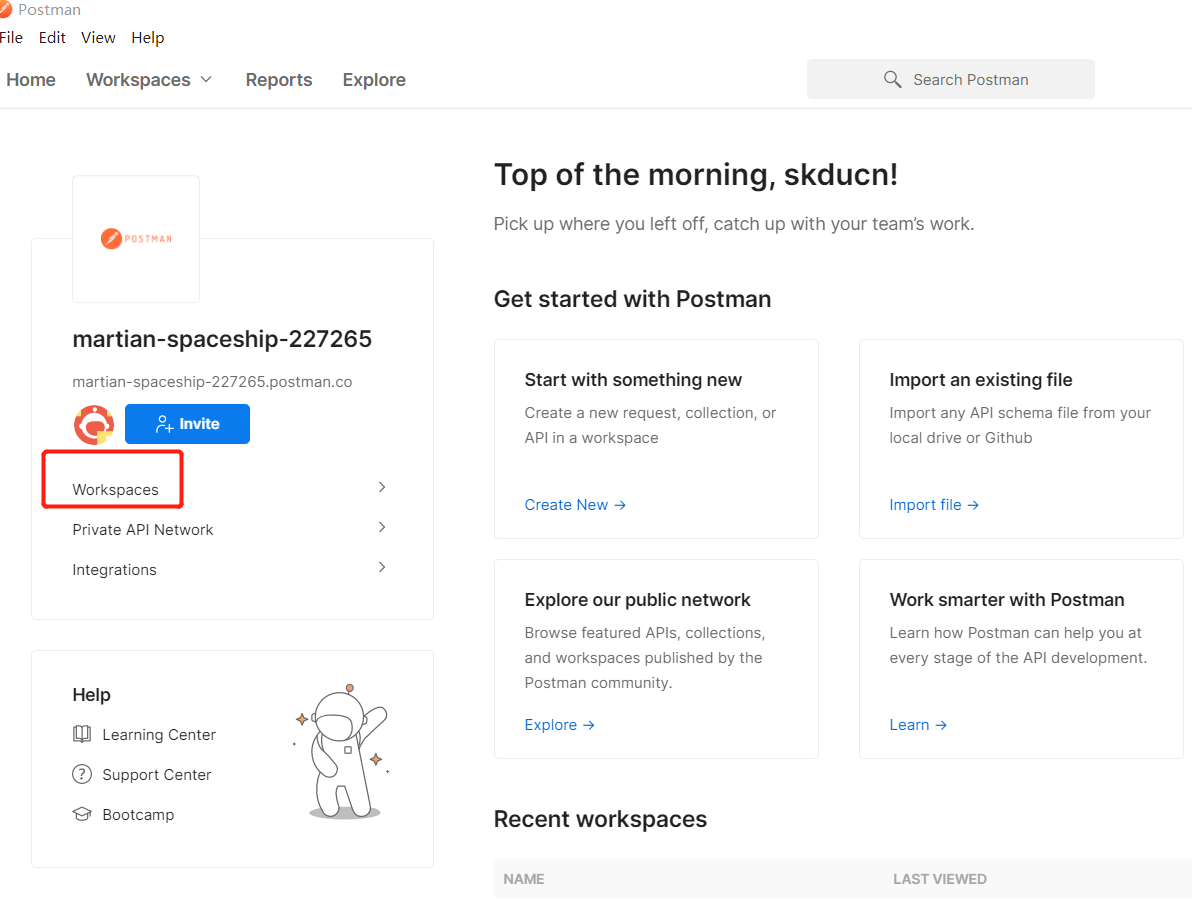 Postman
File Edit View Help
Home Workspaces Reports Explore Search Postman
POSTMAN
martian-spaceship-227265
martian-spaceship-227265.postman.co
Invite
Workspaces
Private API Network
Integrations
Help
Learning Center
Support Center
Bootcamp
Top of the morning, skducn!
Pick up where you left off, catch up with your team’s work.
Get started with Postman
Start with something new
Create a new request, collection, or
API in a workspace
Create New →
Import an existing file
Import any API schema file from your
local drive or Github
Import file →
Explore our public network
Browse featured APIs, collections,
and workspaces published by the
Postman community.
Explore →
Work smarter with Postman
Learn how Postman can help you at
every stage of the API development.
Learn →
Recent workspaces
NAME LAST VIEWED